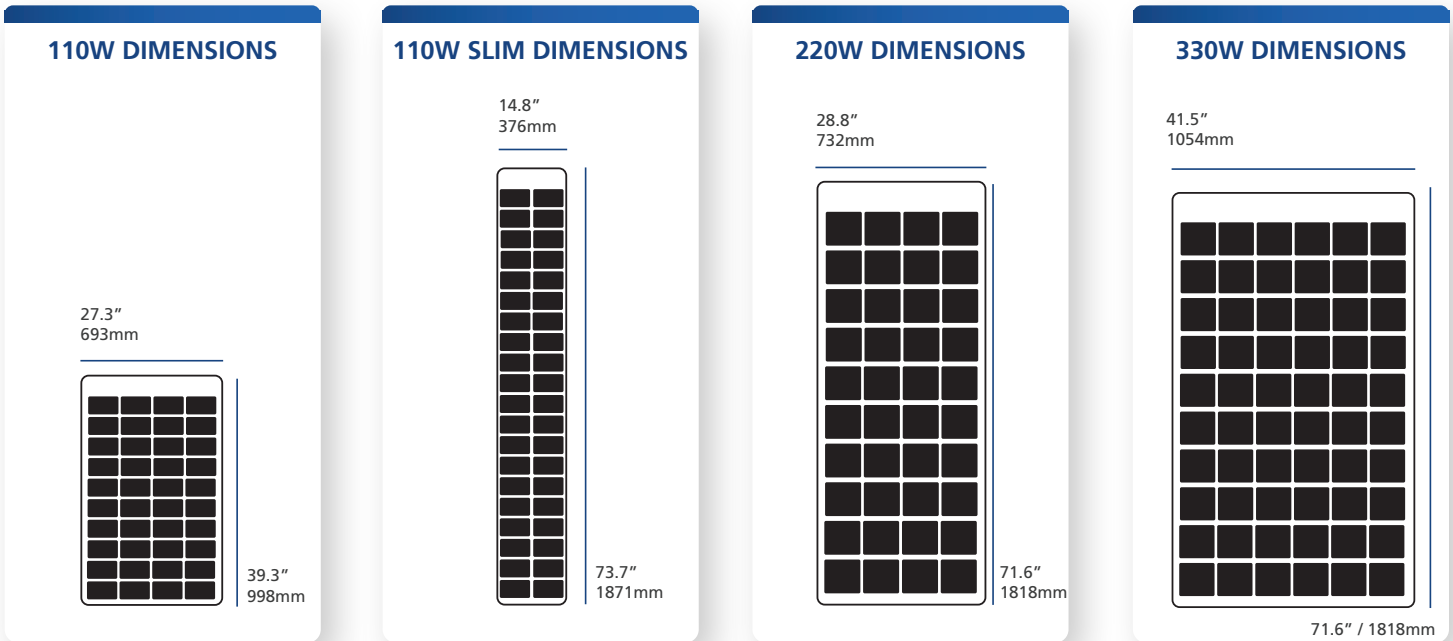 110W DIMENSIONS
27.3”
693mm
39.3”
998mm
110W SLIM DIMENSIONS
14.8”
376mm
73.7”
1871mm
220W DIMENSIONS
28.8”
732mm
71.6”
1818mm
330W DIMENSIONS
41.5”
1054mm
71.6” / 1818mm